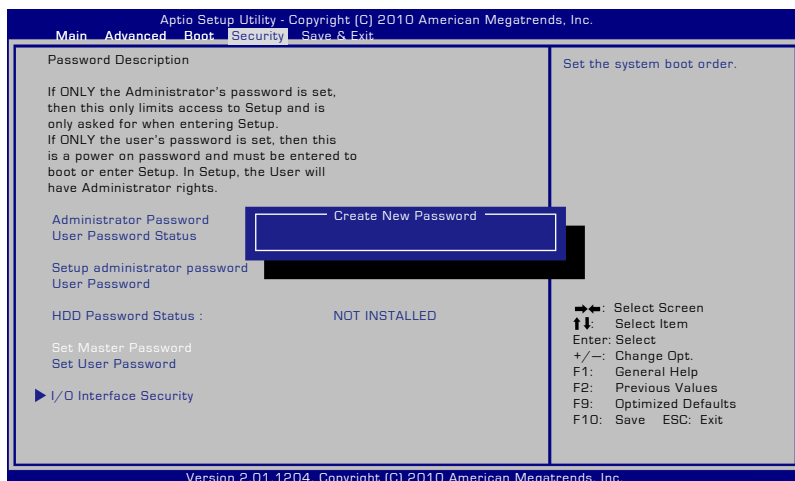 Aptio Setup Utility - Copyright (C) 2010 American Megatrends, Inc.
Main Advanced Boot Security Save & Exit
Password Description
If ONLY the Administrator's password is set,
then this only limits access to Setup and is
only asked for when entering Setup.
If ONLY the user's password is set, then this
is a power on password and must be entered to
boot or enter Setup. In Setup, the User will
have Administrator rights.
Administrator Password
User Password Status
Create New Password
Setup administrator password
User Password
HDD Password Status : NOT INSTALLED
Set Master Password
Set User Password
I/O Interface Security
Set the system boot order.
→←: Select Screen
↑↓: Select Item
Enter: Select
+/—: Change Opt.
F1: General Help
F2: Previous Values
F9: Optimized Defaults
F10: Save ESC: Exit
Version 2.01.1204. Copyright (C) 2010 American Megatrends, Inc.